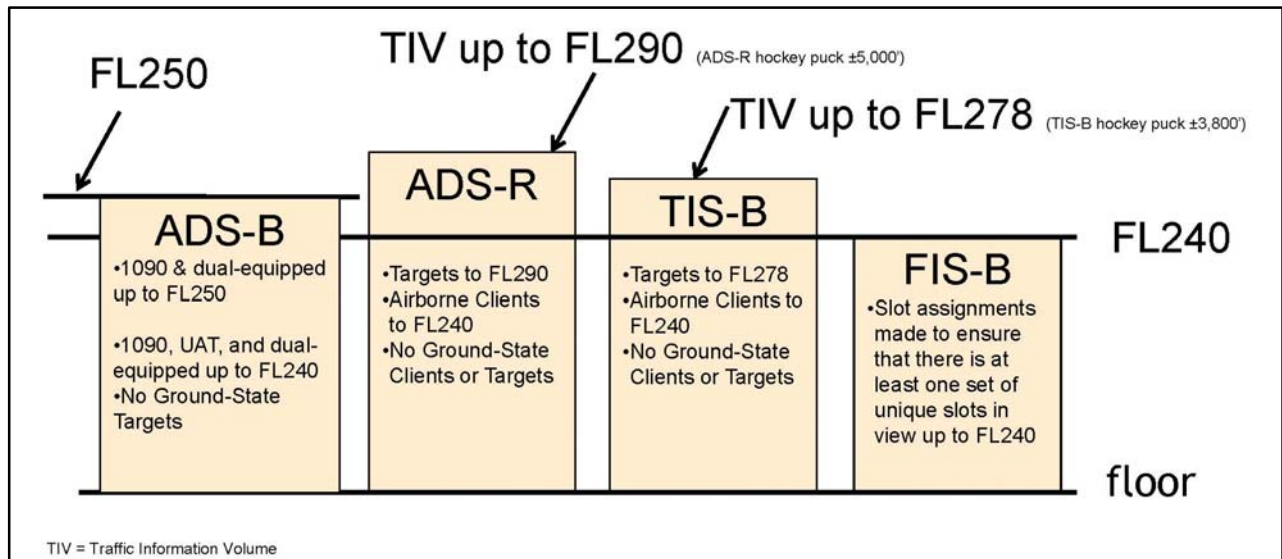 TIV up to FL290 (ADS-R hockey puck ±5,000')
FL250
TIV up to FL278 (TIS-B hockey puck ±3,800')
ADS-B
•1090 & dual-equipped
up to FL250
•1090, UAT, and dual-
equipped up to FL240
•No Ground-State
Targets
ADS-R
•Targets to FL290
•Airborne Clients
to FL240
•No Ground-State
Clients or Targets
TIS-B
•Targets to FL278
•Airborne Clients to
FL240
•No Ground-State
Clients or Targets
FL240
FIS-B
•Slot assignments
made to ensure
that there is at
least one set of
unique slots in
view up to FL240
floor
TIV = Traffic Information Volume